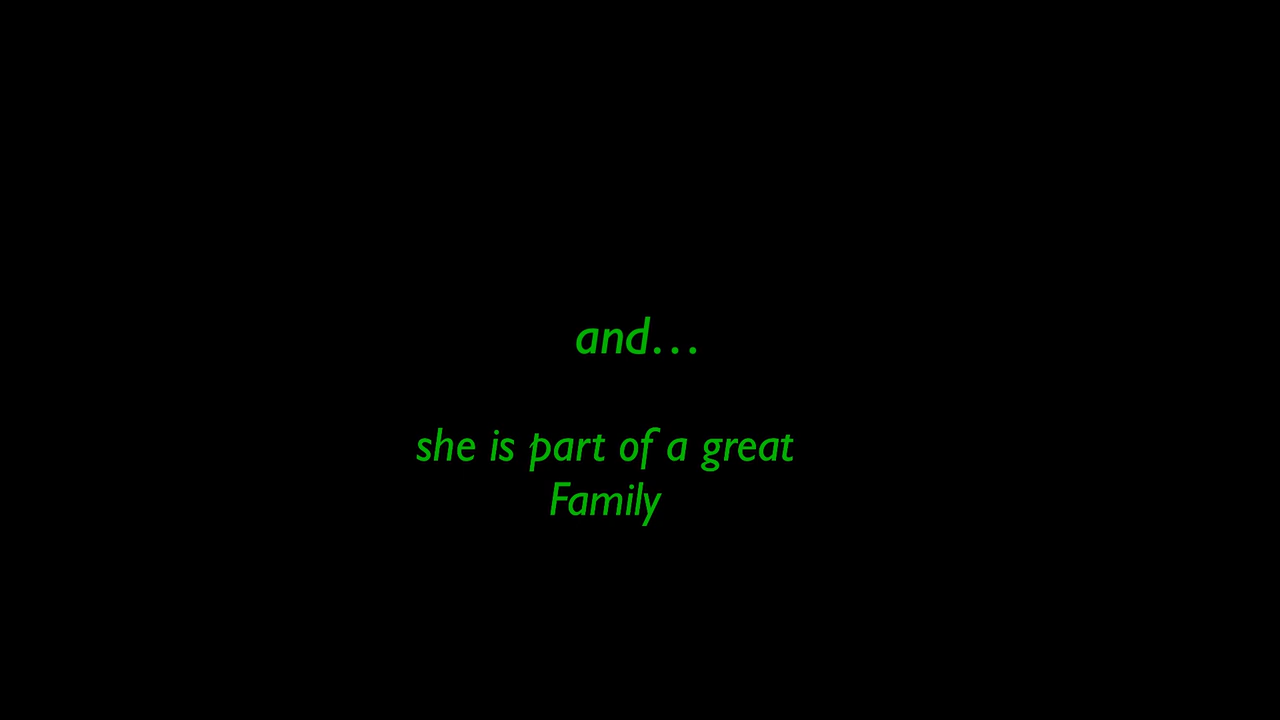 and…
she is part of a great
Family